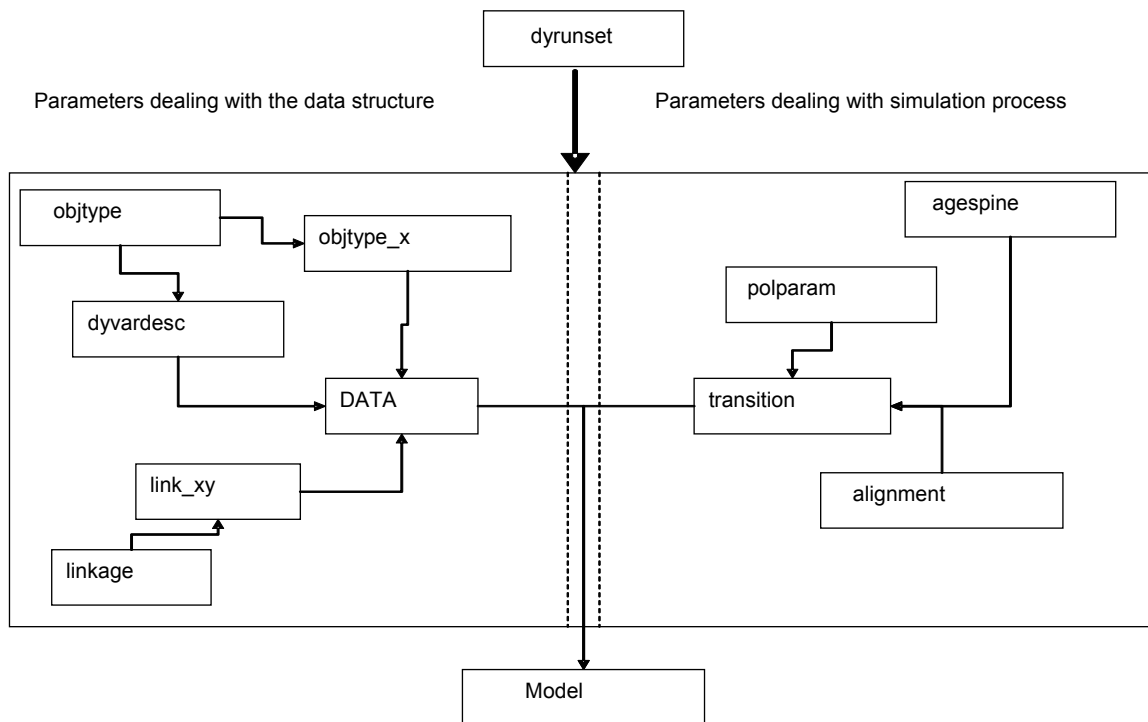 dyrunset
Parameters dealing with the data structure
Parameters dealing with simulation process
objtype
objtype_x
agespine
dyvardesc
polparam
DATA
transition
link_xy
alignment
linkage
Model